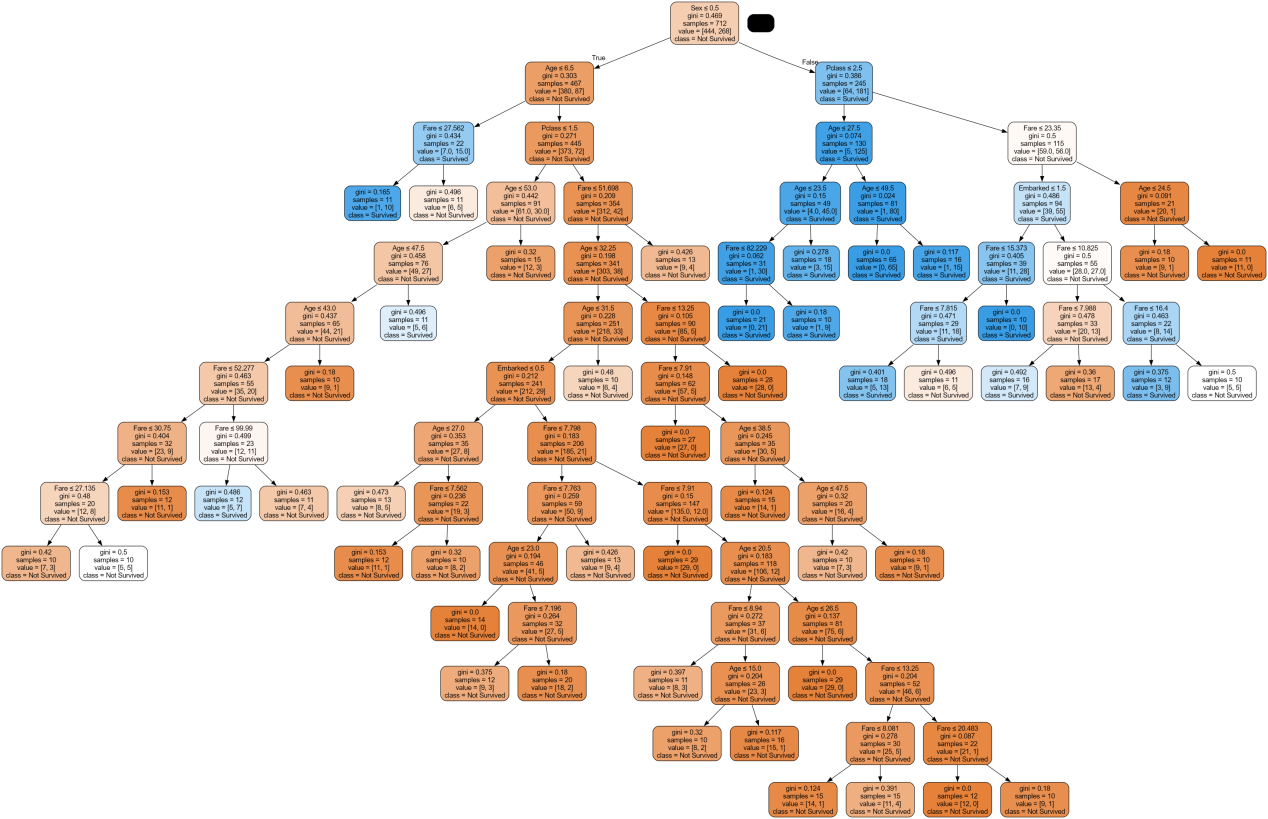 Sex ≤ 0.5
gini = 0.469
samples = 712
value = [444, 268]
class = Not Survived
True
False
Age ≤ 6.5
gini = 0.303
samples = 467
value = [380, 87]
class = Not Survived
Pclass ≤ 2.5
gini = 0.386
samples = 245
value = [64, 181]
class = Survived
Fare ≤ 27.562
gini = 0.434
samples = 22
value = [7.0, 15.0]
class = Survived
Pclass ≤ 1.5
gini = 0.271
samples = 445
value = [373, 72]
class = Not Survived
Age ≤ 27.5
gini = 0.074
samples = 130
value = [5, 125]
class = Survived
Fare ≤ 23.35
gini = 0.5
samples = 115
value = [59.0, 56.0]
class = Not Survived
gini = 0.165
samples = 11
value = [1, 10]
class = Survived
gini = 0.496
samples = 11
value = [6, 5]
class = Not Survived
Age ≤ 53.0
gini = 0.442
samples = 91
value = [61.0, 30.0]
class = Not Survived
Fare ≤ 51.698
gini = 0.209
samples = 354
value = [312, 42]
class = Not Survived
Age ≤ 23.5
gini = 0.15
samples = 49
value = [4.0, 45.0]
class = Survived
Age ≤ 49.5
gini = 0.024
samples = 81
value = [1, 80]
class = Survived
Embarked ≤ 1.5
gini = 0.486
samples = 94
value = [39, 55]
class = Survived
Age ≤ 24.5
gini = 0.091
samples = 21
value = [20, 1]
class = Not Survived
Age ≤ 47.5
gini = 0.458
samples = 76
value = [49, 27]
class = Not Survived
gini = 0.32
samples = 15
value = [12, 3]
class = Not Survived
Age ≤ 32.25
gini = 0.198
samples = 341
value = [303, 38]
class = Not Survived
gini = 0.426
samples = 13
value = [9, 4]
class = Not Survived
Fare ≤ 82.229
gini = 0.062
samples = 31
value = [1, 30]
class = Survived
gini = 0.278
samples = 18
value = [3, 15]
class = Survived
gini = 0.0
samples = 65
value = [0, 65]
class = Survived
gini = 0.117
samples = 16
value = [1, 15]
class = Survived
Fare ≤ 15.373
gini = 0.405
samples = 39
value = [11, 28]
class = Survived
Fare ≤ 10.825
gini = 0.5
samples = 55
value = [28.0, 27.0]
class = Not Survived
gini = 0.18
samples = 10
value = [9, 1]
class = Not Survived
gini = 0.0
samples = 11
value = [11, 0]
class = Not Survived
Age ≤ 43.0
gini = 0.437
samples = 65
value = [44, 21]
class = Not Survived
gini = 0.496
samples = 11
value = [5, 6]
class = Survived
Age ≤ 31.5
gini = 0.228
samples = 251
value = [218, 33]
class = Not Survived
Fare ≤ 13.25
gini = 0.105
samples = 90
value = [85, 5]
class = Not Survived
gini = 0.0
samples = 21
value = [0, 21]
class = Survived
gini = 0.18
samples = 10
value = [1, 9]
class = Survived
Fare ≤ 7.815
gini = 0.471
samples = 29
value = [11, 18]
class = Survived
gini = 0.0
samples = 10
value = [0, 10]
class = Survived
Fare ≤ 7.988
gini = 0.478
samples = 33
value = [20, 13]
class = Not Survived
Fare ≤ 16.4
gini = 0.463
samples = 22
value = [8, 14]
class = Survived
Fare ≤ 52.277
gini = 0.463
samples = 55
value = [35, 20]
class = Not Survived
gini = 0.18
samples = 10
value = [9, 1]
class = Not Survived
Embarked ≤ 0.5
gini = 0.212
samples = 241
value = [212, 29]
class = Not Survived
gini = 0.48
samples = 10
value = [6, 4]
class = Not Survived
Fare ≤ 7.91
gini = 0.148
samples = 62
value = [57, 5]
class = Not Survived
gini = 0.0
samples = 28
value = [28, 0]
class = Not Survived
gini = 0.401
samples = 18
value = [5, 13]
class = Survived
gini = 0.496
samples = 11
value = [6, 5]
class = Not Survived
gini = 0.492
samples = 16
value = [7, 9]
class = Survived
gini = 0.36
samples = 17
value = [13, 4]
class = Not Survived
gini = 0.375
samples = 12
value = [3, 9]
class = Survived
gini = 0.5
samples = 10
value = [5, 5]
class = Not Survived
Fare ≤ 30.75
gini = 0.404
samples = 32
value = [23, 9]
class = Not Survived
Fare ≤ 99.99
gini = 0.499
samples = 23
value = [12, 11]
class = Not Survived
Age ≤ 27.0
gini = 0.353
samples = 35
value = [27, 8]
class = Not Survived
Fare ≤ 7.798
gini = 0.183
samples = 206
value = [185, 21]
class = Not Survived
gini = 0.0
samples = 27
value = [27, 0]
class = Not Survived
Age ≤ 38.5
gini = 0.245
samples = 35
value = [30, 5]
class = Not Survived
Fare ≤ 27.135
gini = 0.48
samples = 20
value = [12, 8]
class = Not Survived
gini = 0.153
samples = 12
value = [11, 1]
class = Not Survived
gini = 0.486
samples = 12
value = [5, 7]
class = Survived
gini = 0.463
samples = 11
value = [7, 4]
class = Not Survived
gini = 0.473
samples = 13
value = [8, 5]
class = Not Survived
Fare ≤ 7.562
gini = 0.236
samples = 22
value = [19, 3]
class = Not Survived
Fare ≤ 7.763
gini = 0.259
samples = 59
value = [50, 9]
class = Not Survived
Fare ≤ 7.91
gini = 0.15
samples = 147
value = [135.0, 12.0]
class = Not Survived
gini = 0.124
samples = 15
value = [14, 1]
class = Not Survived
Age ≤ 47.5
gini = 0.32
samples = 20
value = [16, 4]
class = Not Survived
gini = 0.42
samples = 10
value = [7, 3]
class = Not Survived
gini = 0.5
samples = 10
value = [5, 5]
class = Not Survived
gini = 0.153
samples = 12
value = [11, 1]
class = Not Survived
gini = 0.32
samples = 10
value = [8, 2]
class = Not Survived
Age ≤ 23.0
gini = 0.194
samples = 46
value = [41, 5]
class = Not Survived
gini = 0.426
samples = 13
value = [9, 4]
class = Not Survived
gini = 0.0
samples = 29
value = [29, 0]
class = Not Survived
Age ≤ 20.5
gini = 0.183
samples = 118
value = [106, 12]
class = Not Survived
gini = 0.42
samples = 10
value = [7, 3]
class = Not Survived
gini = 0.18
samples = 10
value = [9, 1]
class = Not Survived
gini = 0.0
samples = 14
value = [14, 0]
class = Not Survived
Fare ≤ 7.196
gini = 0.264
samples = 32
value = [27, 5]
class = Not Survived
Fare ≤ 8.94
gini = 0.272
samples = 37
value = [31, 6]
class = Not Survived
Age ≤ 26.5
gini = 0.137
samples = 81
value = [75, 6]
class = Not Survived
gini = 0.375
samples = 12
value = [9, 3]
class = Not Survived
gini = 0.18
samples = 20
value = [18, 2]
class = Not Survived
gini = 0.397
samples = 11
value = [8, 3]
class = Not Survived
Age ≤ 15.0
gini = 0.204
samples = 26
value = [23, 3]
class = Not Survived
gini = 0.0
samples = 29
value = [29, 0]
class = Not Survived
Fare ≤ 13.25
gini = 0.204
samples = 52
value = [46, 6]
class = Not Survived
gini = 0.32
samples = 10
value = [8, 2]
class = Not Survived
gini = 0.117
samples = 16
value = [15, 1]
class = Not Survived
Fare ≤ 8.081
gini = 0.278
samples = 30
value = [25, 5]
class = Not Survived
Fare ≤ 20.483
gini = 0.087
samples = 22
value = [21, 1]
class = Not Survived
gini = 0.124
samples = 15
value = [14, 1]
class = Not Survived
gini = 0.391
samples = 15
value = [11, 4]
class = Not Survived
gini = 0.0
samples = 12
value = [12, 0]
class = Not Survived
gini = 0.18
samples = 10
value = [9, 1]
class = Not Survived